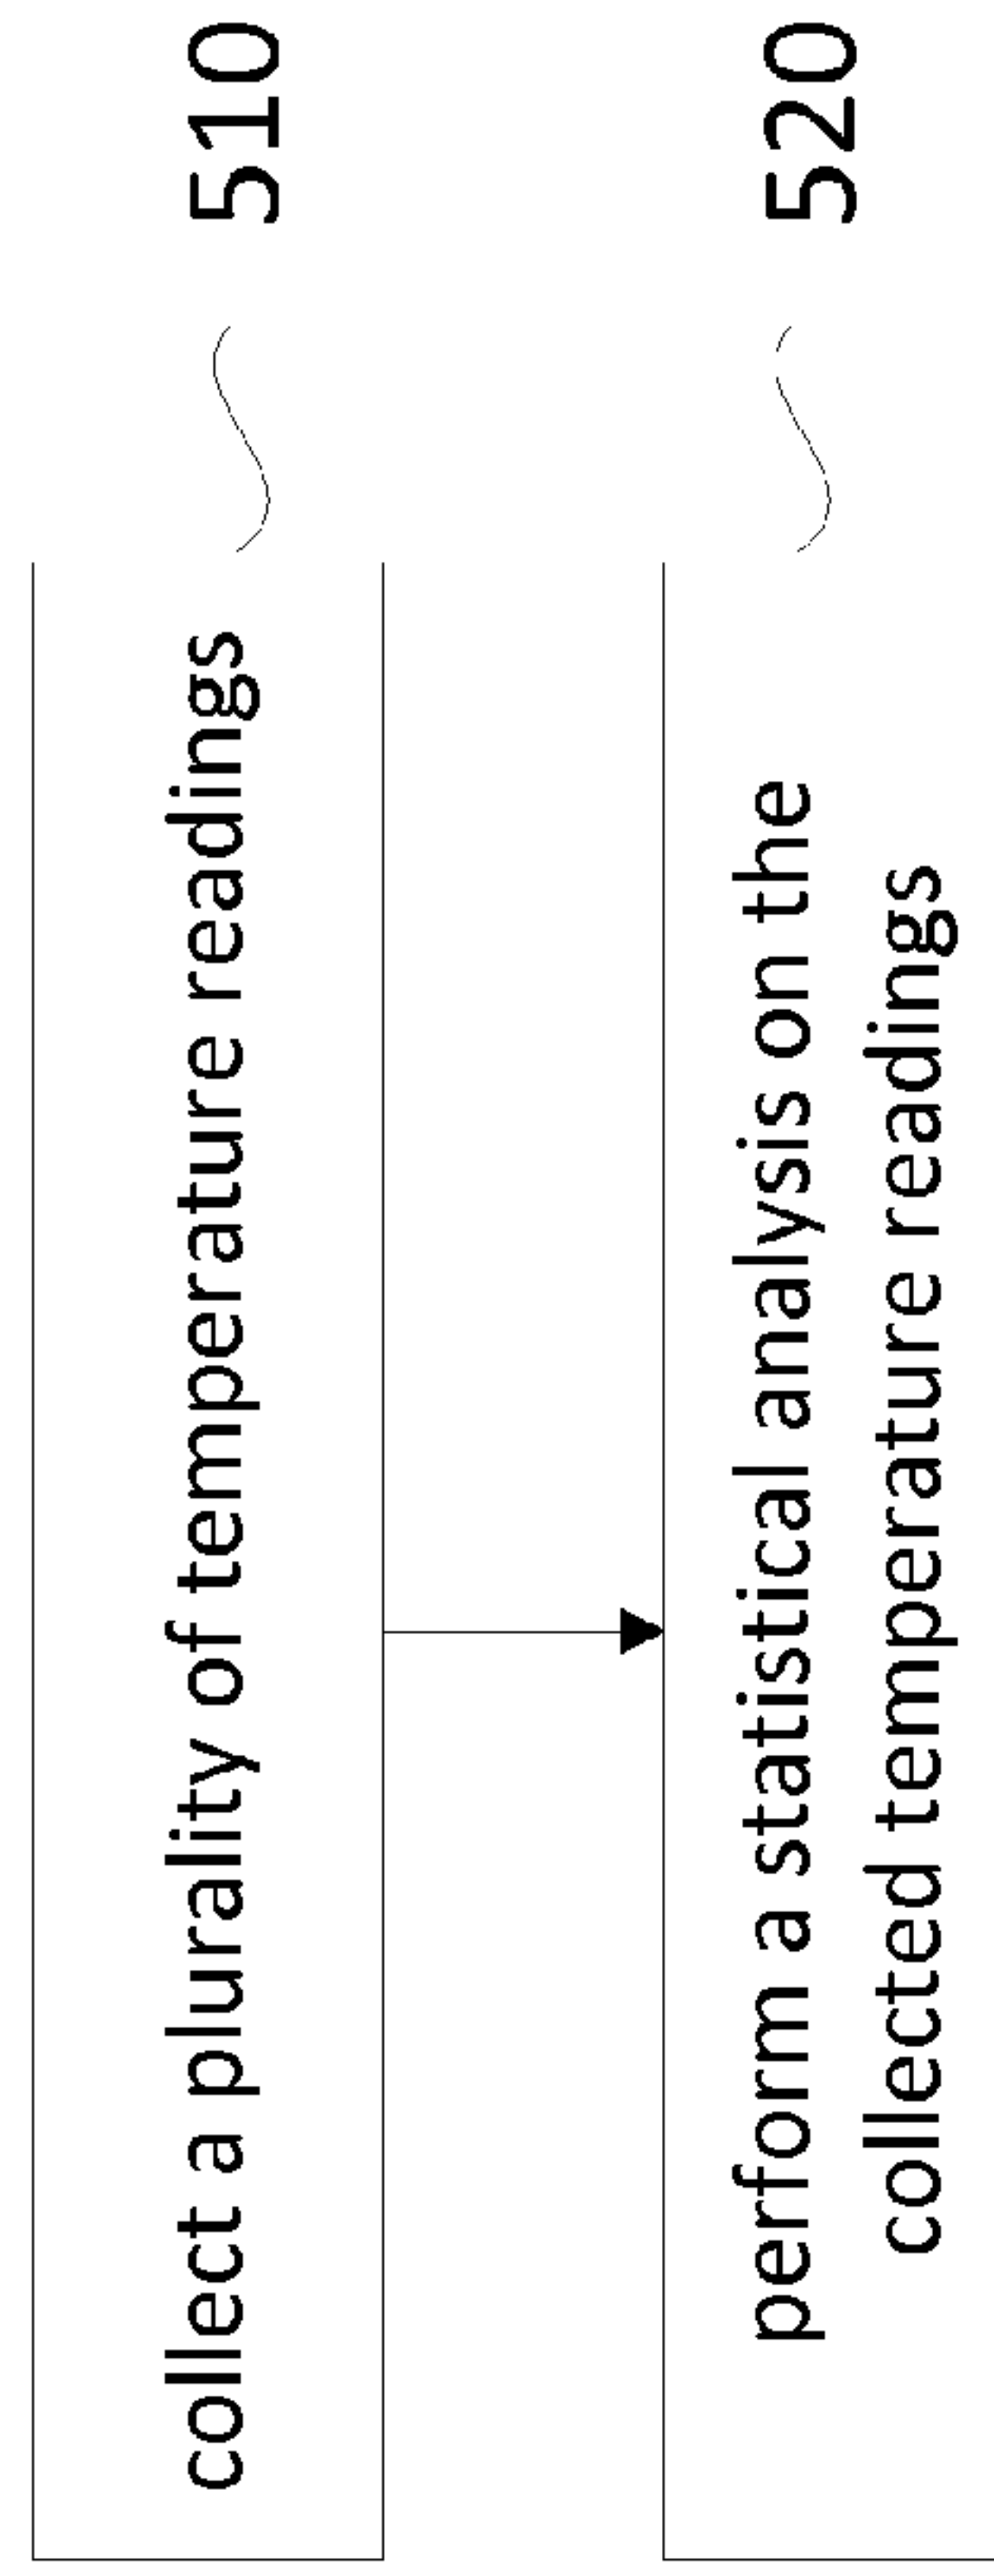 collect a plurality of temperature readings
510
perform a statistical analysis on the
collected temperature readings
520